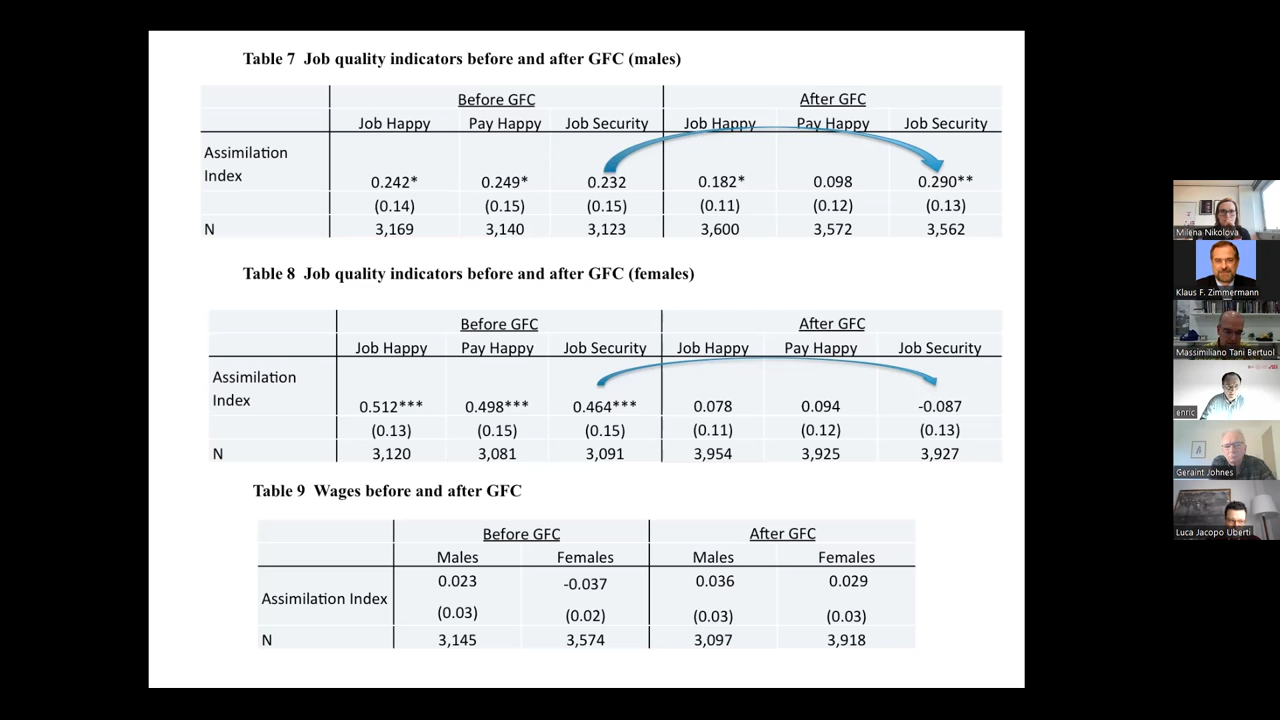 Table 7 Job quality indicators before and after GFC (males)
Before GFC After GFC
Job Happy Pay Happy Job Security Job Happy Pay Happy Job Security
Assimilation
Index
0.242* 0.249* 0.232 0.182* 0.098 0.290**
(0.14) (0.15) (0.15) (0.11) (0.12) (0.13)
N 3,169 3,140 3,123 3,600 3,572 3,562
Table 8 Job quality indicators before and after GFC (females)
Before GFC After GFC
Job Happy Pay Happy Job Security Job Happy Pay Happy Job Security
Assimilation
Index
0.512*** 0.498*** 0.464*** 0.078 0.094 -0.087
(0.13) (0.15) (0.15) (0.11) (0.12) (0.13)
N 3,120 3,081 3,091 3,954 3,925 3,927
Table 9 Wages before and after GFC
Before GFC After GFC
Males Females Males Females
0.023 -0.037 0.036 0.029
Assimilation Index
(0.03) (0.02) (0.03) (0.03)
N 3,145 3,574 3,097 3,918
Milena Nikolova
Klaus F. Zimmermann
Massimiliano Tani Bertuol
enric
Geraint Johnes
Luca Jacopo Uberti